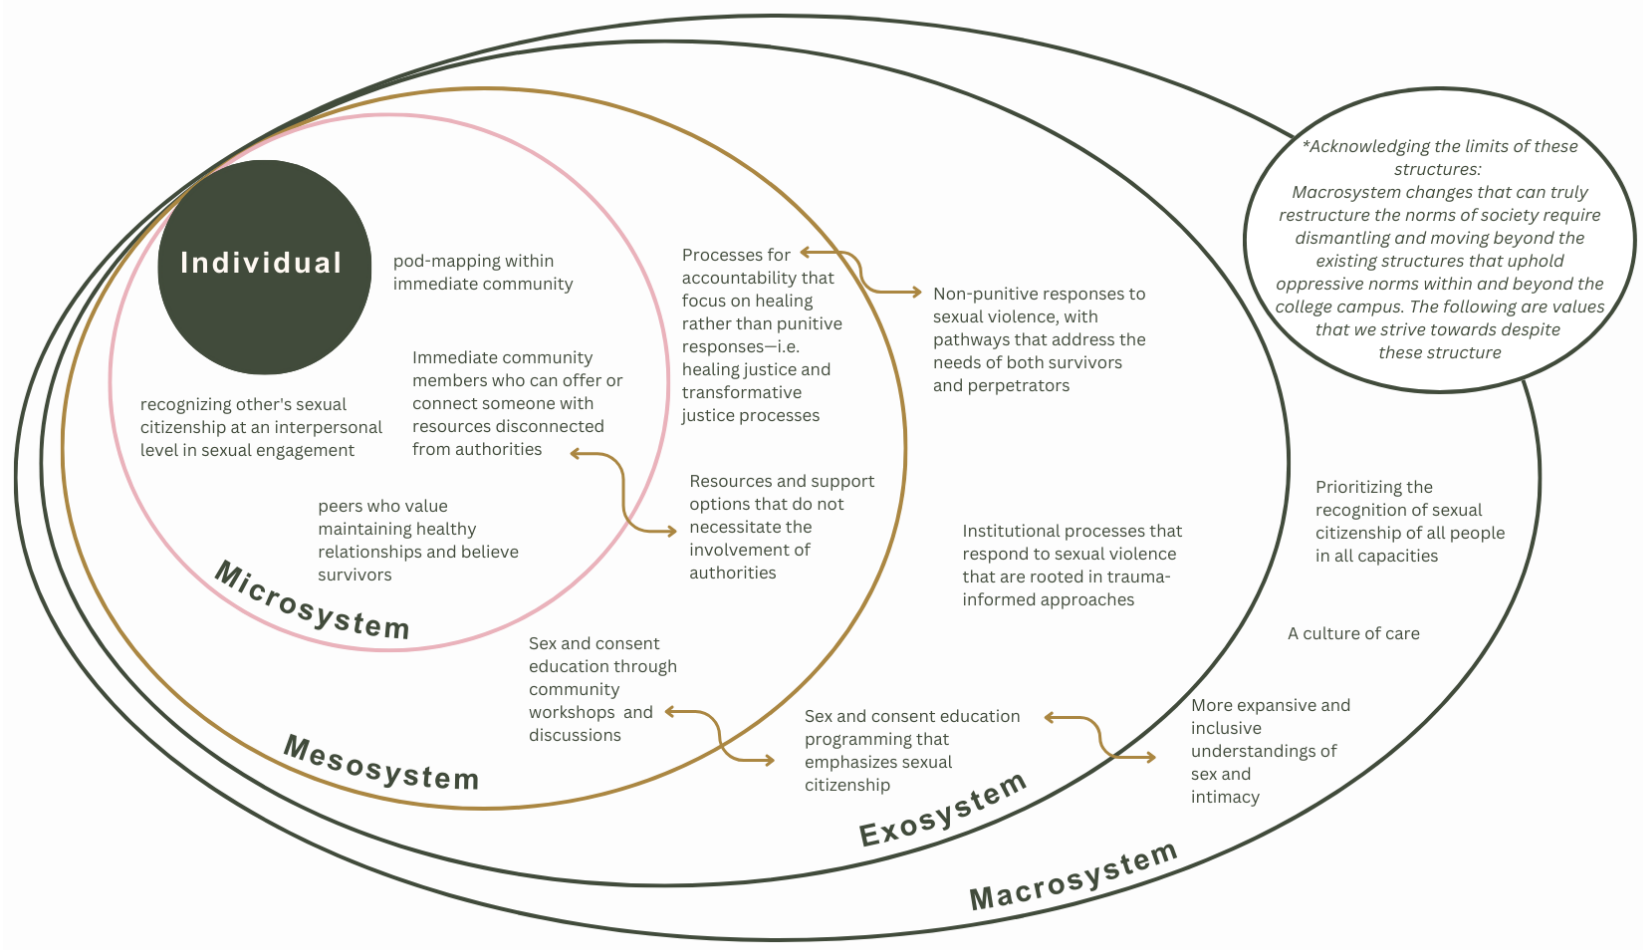 *Acknowledging the limits of these
structures:
Macrosystem changes that can truly
restructure the norms of society require
dismantling and moving beyond the
existing structures that uphold
oppressive norms within and beyond the
college campus. The following are values
that we strive towards despite
these structure
Individual
pod-mapping within
immediate community
Immediate community
members who can offer or
connect someone with
resources disconnected
from authorities
recognizing other's sexual
citizenship at an interpersonal
level in sexual engagement
peers who value
maintaining healthy
relationships and believe
survivors
Microsystem
Processes for
accountability that
focus on healing
rather than punitive
responses—i.e.
healing justice and
transformative
justice processes
Resources and support
options that do not
necessitate the
involvement of
authorities
Sex and consent
education through
community
workshops and
discussions
Mesosystem
Non-punitive responses to
sexual violence, with
pathways that address the
needs of both survivors
and perpetrators
Institutional processes that
respond to sexual violence
that are rooted in trauma-
informed approaches
Sex and consent education
programming that
emphasizes sexual
citizenship
Exosystem
Prioritizing the
recognition of sexual
citizenship of all people
in all capacities
A culture of care
More expansive and
inclusive
understandings of
sex and
intimacy
Macrosystem